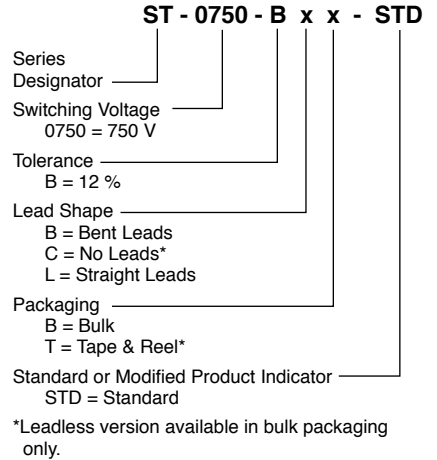 ST - 0750 - B x x - STD
Series
Designator
Switching Voltage
0750 = 750 V
Tolerance
B = 12 %
Lead Shape
B = Bent Leads
C = No Leads*
L = Straight Leads
Packaging
B = Bulk
T = Tape & Reel*
Standard or Modified Product Indicator
STD = Standard
*Leadless version available in bulk packaging
only.